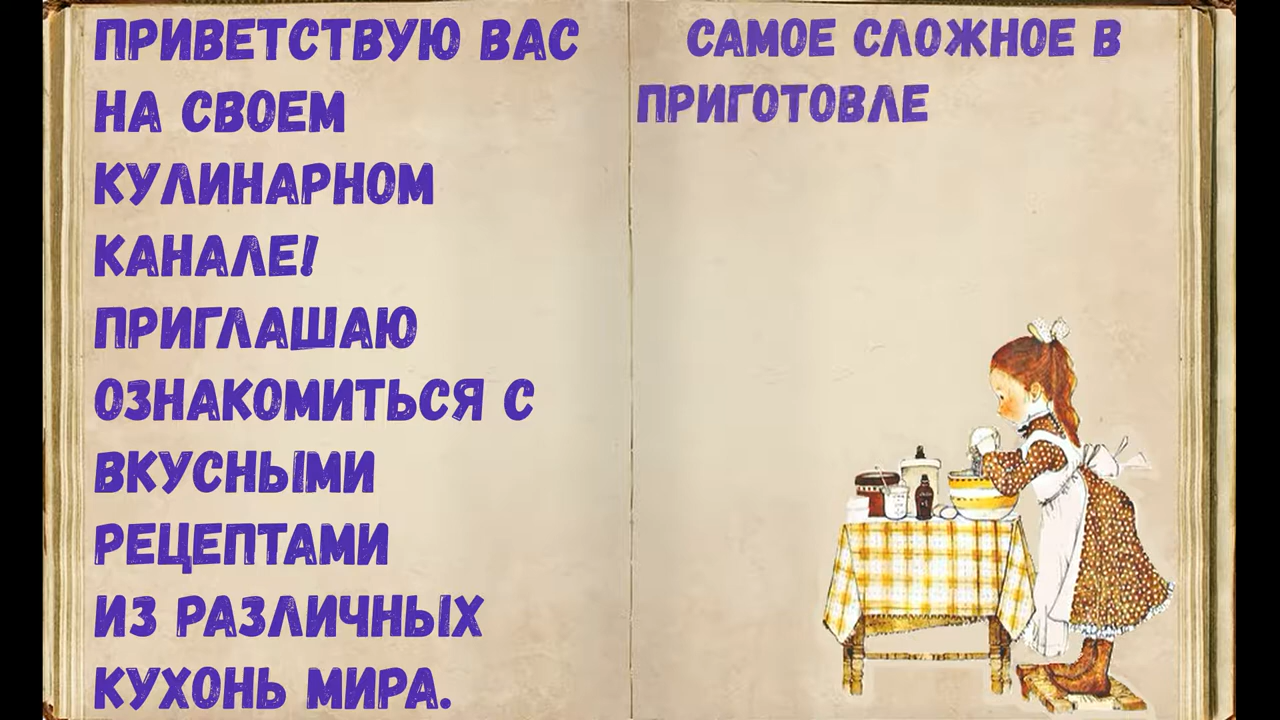 ПРИВЕТСТВУЮ ВАС
НА СВОЕМ
КУЛИНАРНОМ
КАНАЛЕ!
ПРИГЛАШАЮ
ОЗНАКОМИТЬСЯ С
ВКУСНЫМИ
РЕЦЕПТАМИ
ИЗ РАЗЛИЧНЫХ
КУХОНЬ МИРА.
САМОЕ СЛОЖНОЕ В
ПРИГОТОВЛЕ